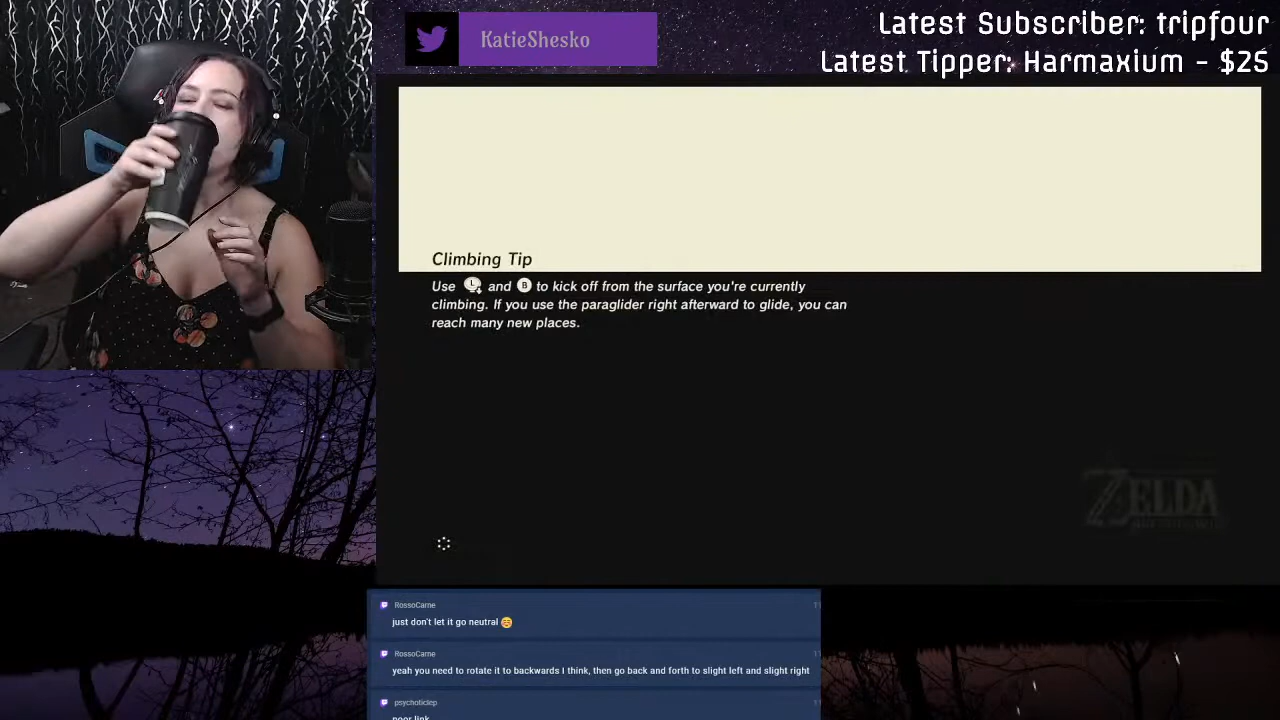 KatieShesko
Latest Subscriber: tripfour
Latest Tipper: Harmaxium - $25
Climbing Tip
Use L and B to kick off from the surface you're currently
climbing. If you use the paraglider right afterward to glide, you can
reach many new places.
ZELDA
RossoCarne
just don't let it go neutral
RossoCarne
yeah you need to rotate it to backwards I think, then go back and forth to slight left and slight right
psychoticlep
poor link